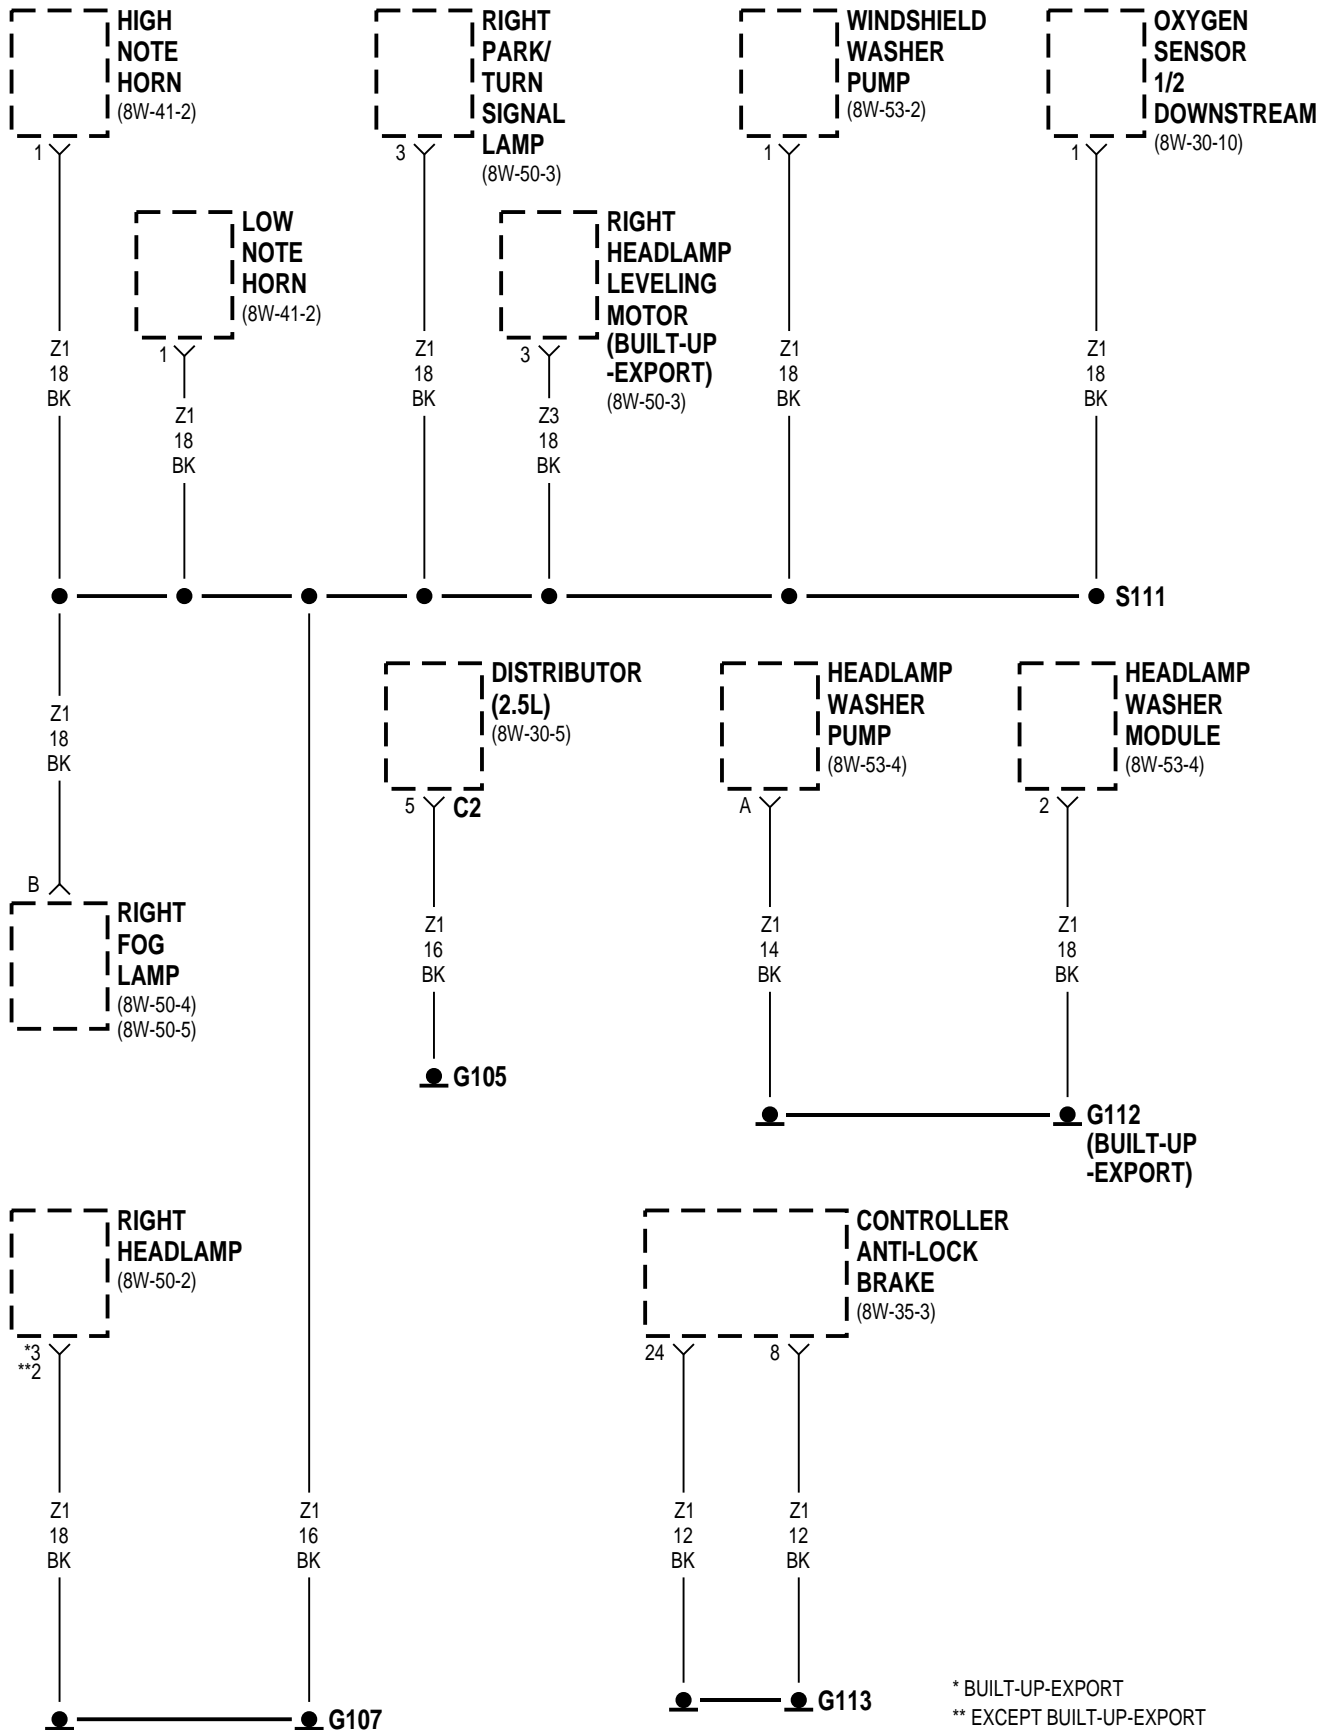 HIGH
NOTE
HORN
(8W-41-2)
1
Z1
18
BK
LOW
NOTE
HORN
(8W-41-2)
1
Z1
18
BK
RIGHT
PARK/
TURN
SIGNAL
LAMP
(8W-50-3)
3
Z1
18
BK
RIGHT
HEADLAMP
LEVELING
MOTOR
(BUILT-UP
-EXPORT)
(8W-50-3)
3
Z3
18
BK
WINDSHIELD
WASHER
PUMP
(8W-53-2)
1
Z1
18
BK
OXYGEN
SENSOR
1/2
DOWNSTREAM
(8W-30-10)
1
Z1
18
BK
S111
Z1
18
BK
B
RIGHT
FOG
LAMP
(8W-50-4)
(8W-50-5)
DISTRIBUTOR
(2.5L)
(8W-30-5)
5
C2
Z1
16
BK
G105
HEADLAMP
WASHER
PUMP
(8W-53-4)
A
Z1
14
BK
HEADLAMP
WASHER
MODULE
(8W-53-4)
2
Z1
18
BK
G112
(BUILT-UP
-EXPORT)
RIGHT
HEADLAMP
(8W-50-2)
*3
**2
Z1
18
BK
Z1
16
BK
G107
CONTROLLER
ANTI-LOCK
BRAKE
(8W-35-3)
24
8
Z1
12
BK
Z1
12
BK
G113
* BUILT-UP-EXPORT
** EXCEPT BUILT-UP-EXPORT